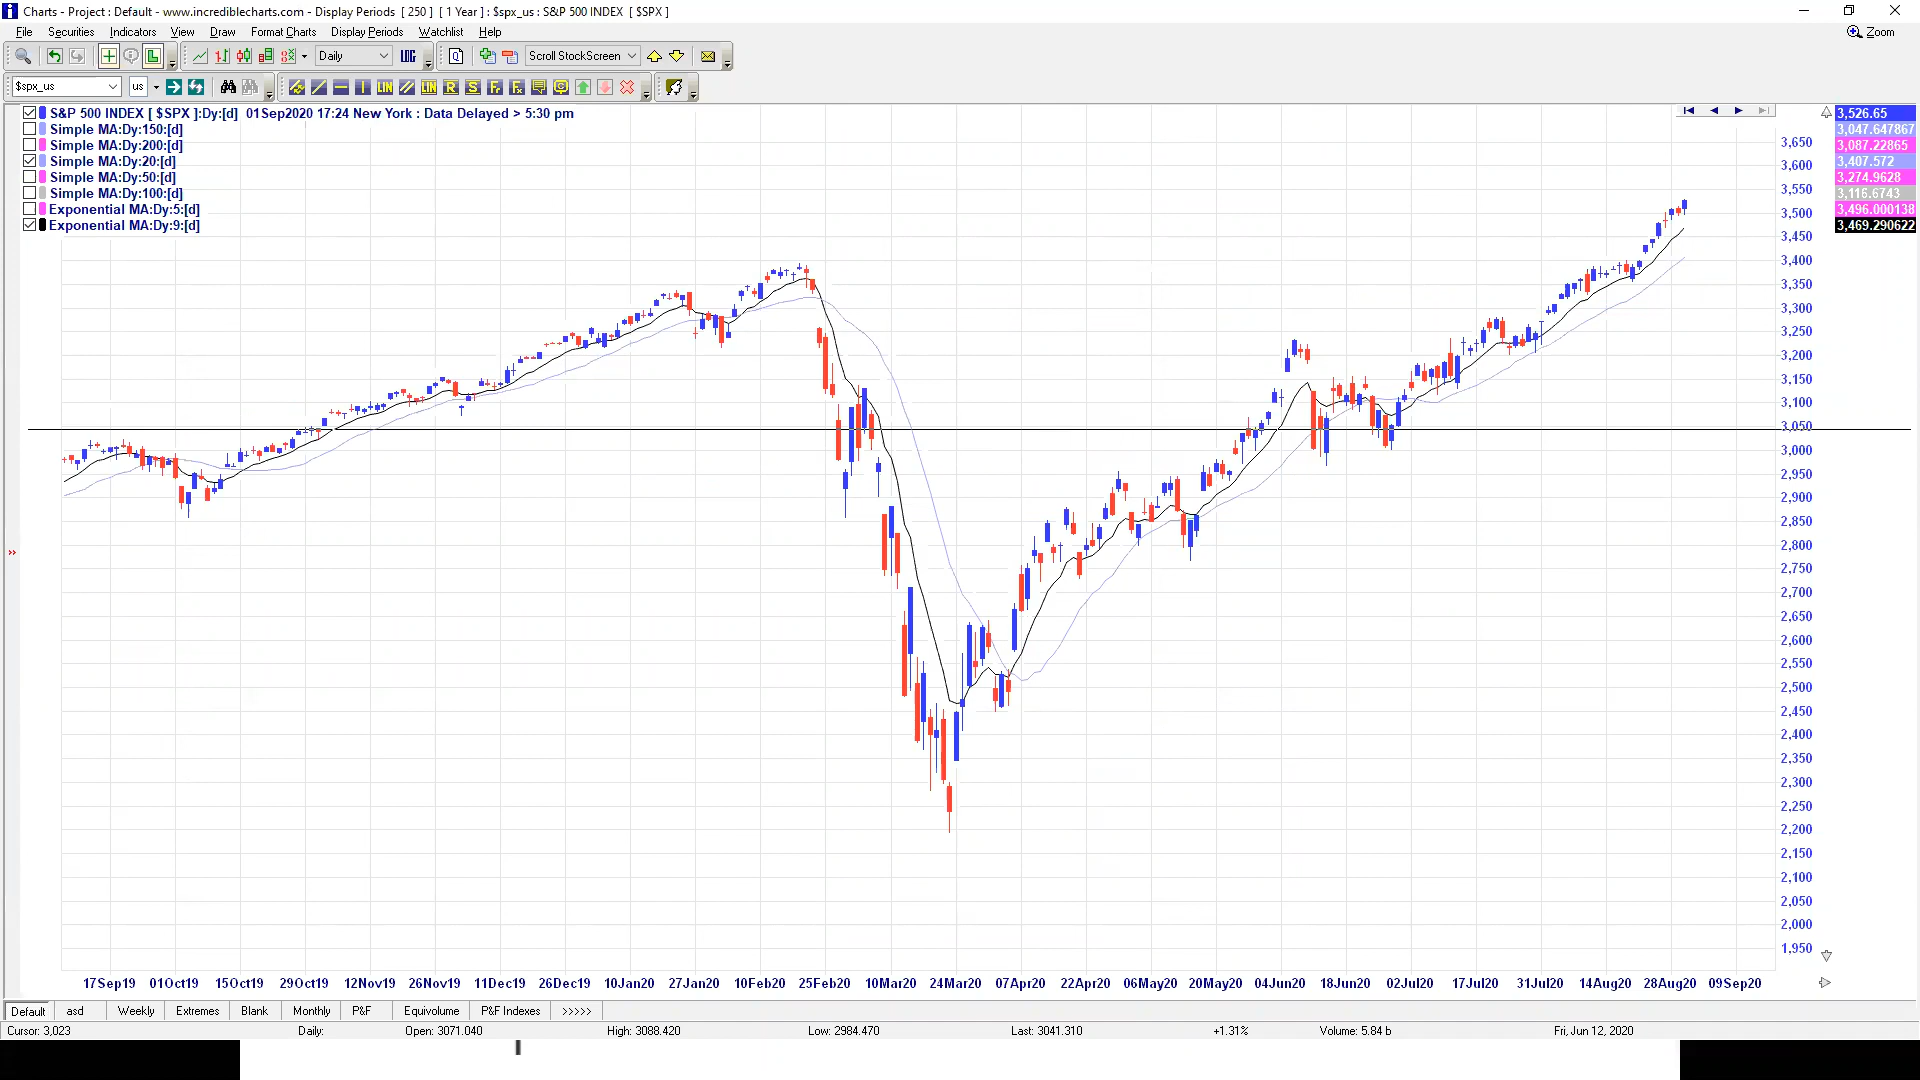 Charts - Project : Default - www.incrediblecharts.com - Display Periods [ 250 ] [ 1 Year ] : $spx_us : S&P 500 INDEX [ $SPX ]
File Securities Indicators View Draw Format Charts Display Periods Watchlist Help Zoom
Daily Q Scroll StockScreen
$spx_us us LIN LIN R S
S&P 500 INDEX [ $SPX ]:Dy:[d] 01Sep2020 17:24 New York : Data Delayed > 5:30 pm
Simple MA:Dy:150:[d]
Simple MA:Dy:200:[d]
Simple MA:Dy:20:[d]
Simple MA:Dy:50:[d]
Simple MA:Dy:100:[d]
Exponential MA:Dy:5:[d]
Exponential MA:Dy:9:[d]
3,526.65
3,047.647867
3,087.22865
3,407.572
3,274.9628
3,116.6743
3,496.000138
3,469.290622
3,650
3,600
3,550
3,500
3,450
3,400
3,350
3,300
3,250
3,200
3,150
3,100
3,050
3,000
2,950
2,900
2,850
2,800
2,750
2,700
2,650
2,600
2,550
2,500
2,450
2,400
2,350
2,300
2,250
2,200
2,150
2,100
2,050
2,000
1,950
17Sep19 01Oct19 15Oct19 29Oct19 12Nov19 26Nov19 11Dec19 26Dec19 10Jan20 27Jan20 10Feb20 25Feb20 10Mar20 24Mar20 07Apr20 22Apr20 06May20 20May20 04Jun20 18Jun20 02Jul20 17Jul20 31Jul20 14Aug20 28Aug20 09Sep20
Default asd Weekly Extremes Blank Monthly P&F Equivolume P&F Indexes >>>>>
Cursor: 3,023 Daily: Open: 3071.040 High: 3088.420 Low: 2984.470 Last: 3041.310 +1.31% Volume: 5.84 b Fri, Jun 12, 2020